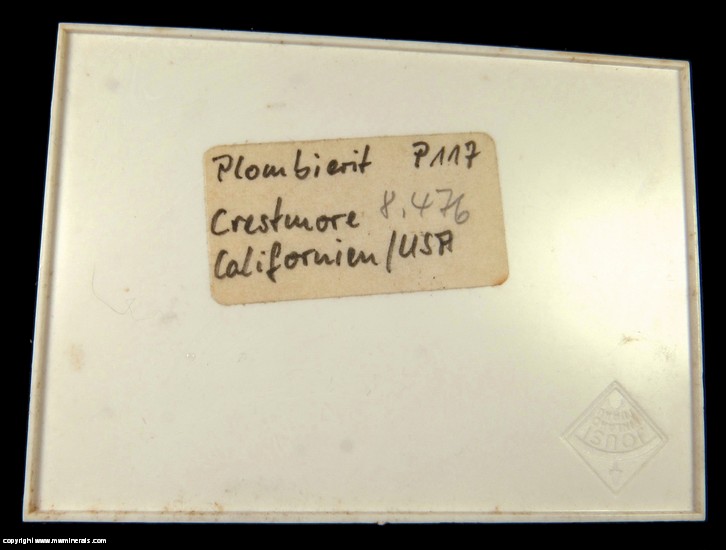 Plombierit P117
Crestmore 8.476
Californien/USA
copyright www.mwminerals.com